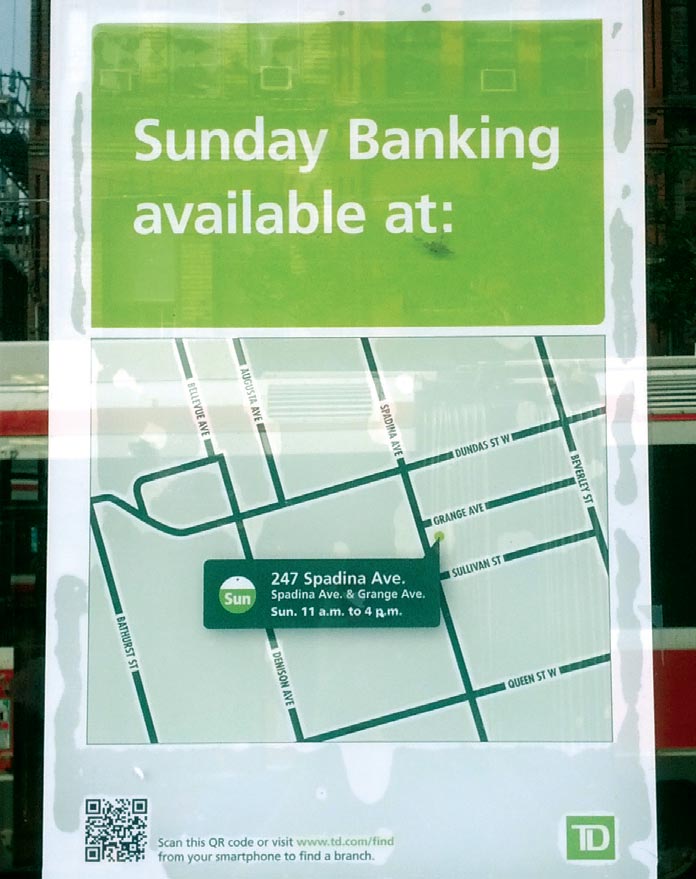 Sunday Banking
available at:
BELLEVUE AVE
AUGUSTA AVE
SPADINA AVE
DUNDAS ST W
BEVERLEY ST
GRANGE AVE
SULLIVAN ST
Sun
247 Spadina Ave.
Spadina Ave. & Grange Ave.
Sun. 11 a.m. to 4 p.m.
BATHURST ST
DENISON AVE
QUEEN ST W
Scan this QR code or visit www.td.com/find
from your smartphone to find a branch.
TD